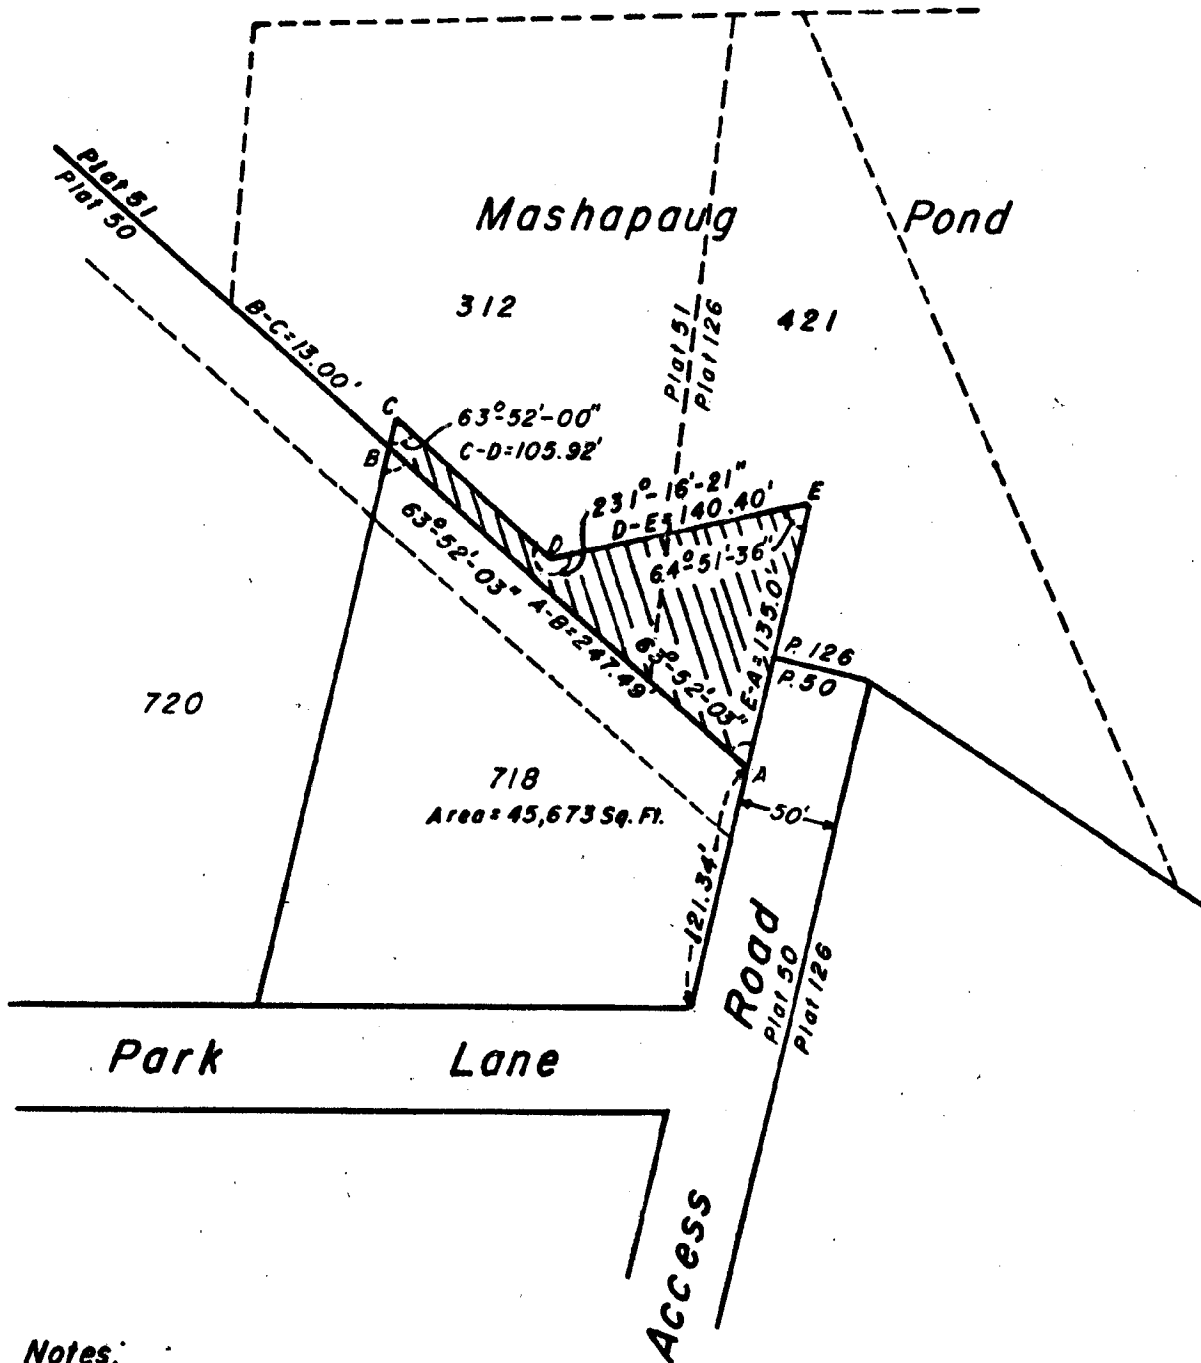 Plat 51
Plat 50
Mashapaug Pond
312
421
Plat 51
Plat 126
B-C=13.00'
C
63°-52'-00"
C-D=105.92'
B
231°-16'-21"
D-E=140.40'
E
D
64°-51'-36"
63°-52'-03"
A-B=247.49'
63°-52'-03"
E-A=135.0'
P. 126
P. 50
720
A
718
Area=45,673 Sq. Ft.
50'
121.34'
Park Lane
Access Road
Plat 50
Plat 126
Notes: